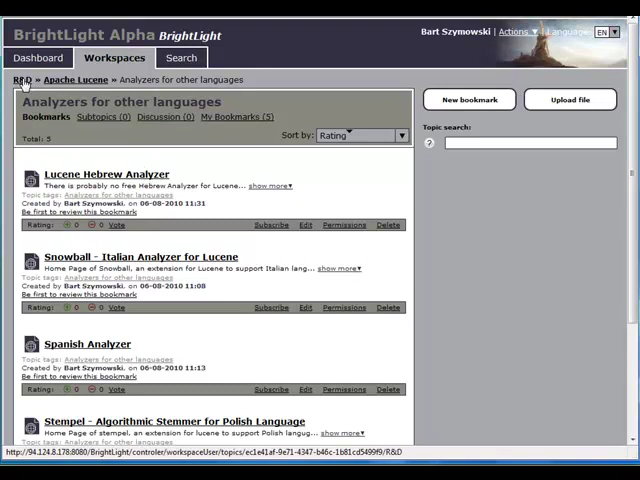 BrightLight Alpha BrightLight
Bart Szymowski | Actions ▼ | Language: EN ▼
Dashboard Workspaces Search
R&D » Apache Lucene » Analyzers for other languages
Analyzers for other languages
Bookmarks Subtopics (0) Discussion (0) My Bookmarks (5)
Total: 5
Sort by: Rating
New bookmark Upload file
Topic search:
?
Lucene Hebrew Analyzer
There is probably no free Hebrew Analyzer for Lucene... show more▼
Topic tags: Analyzers for other languages
Created by Bart Szymowski, on 06-08-2010 11:31
Be first to review this bookmark
Rating: 0 0 Vote Subscribe Edit Permissions Delete
Snowball - Italian Analyzer for Lucene
Home Page of Snowball, an extension for Lucene to support Italian lang... show more▼
Topic tags: Analyzers for other languages
Created by Bart Szymowski, on 06-08-2010 11:08
Be first to review this bookmark
Rating: 0 0 Vote Subscribe Edit Permissions Delete
Spanish Analyzer
Topic tags: Analyzers for other languages
Created by Bart Szymowski, on 06-08-2010 11:13
Be first to review this bookmark
Rating: 0 0 Vote Subscribe Edit Permissions Delete
Stempel - Algorithmic Stemmer for Polish Language
Home Page of Stempel, extension for lucene to support Polish languag... show more▼
http://94.124.8.178:8080/BrightLight/controler/workspaceUser/topics/ec1e41af-9e71-4347-b46c-1b81cd5499f9/R&D